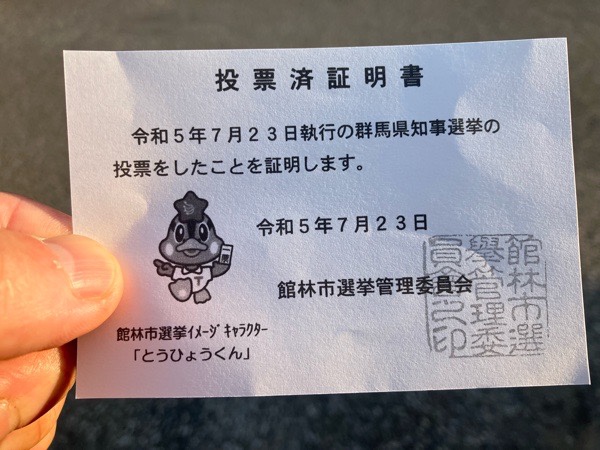 投票済証明書
令和5年7月23日執行の群馬県知事選挙の
投票をしたことを証明します。
令和5年7月23日
館林市選挙管理委員会
館林市選
挙管理委
員会之印
館林市選挙ｲﾒｰｼﾞｷｬﾗｸﾀｰ
「とうひょうくん」